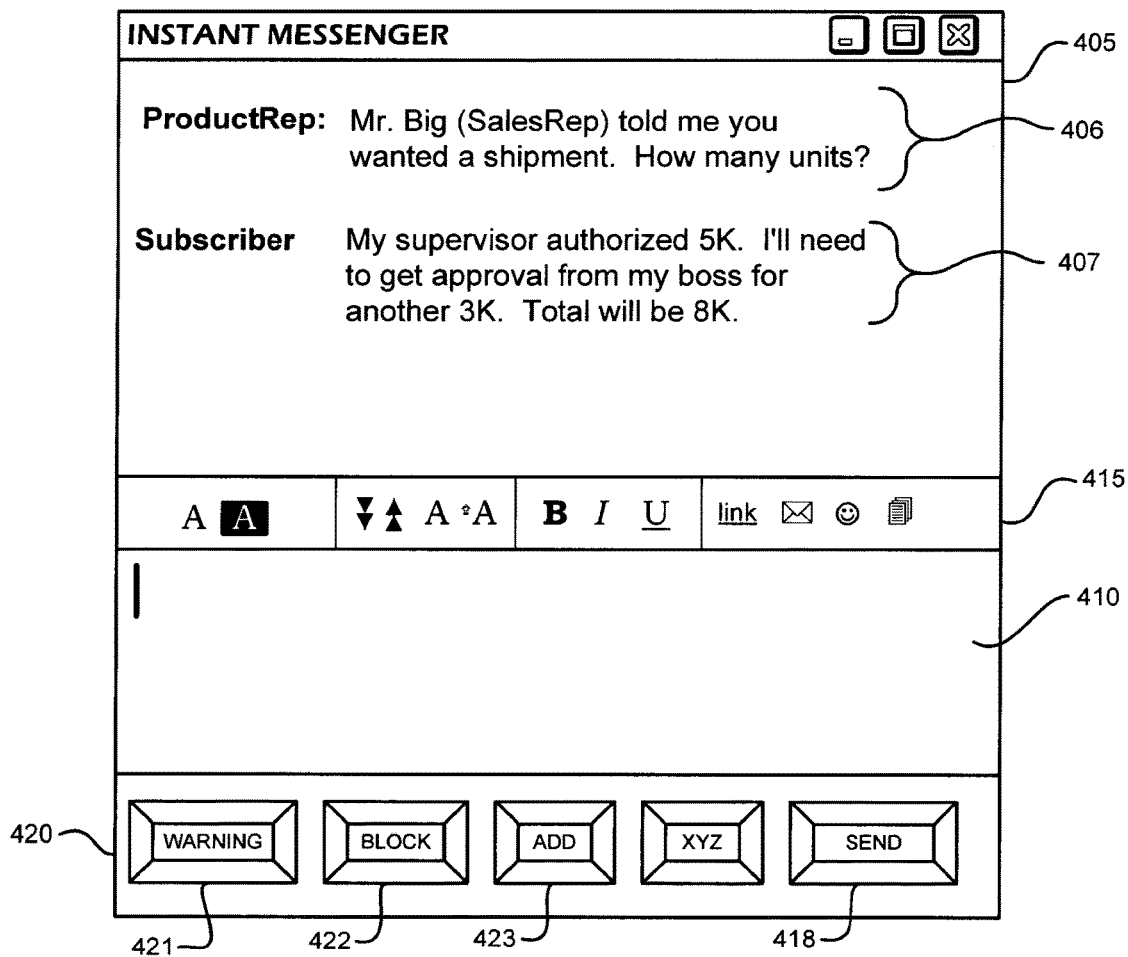 INSTANT MESSENGER
405
ProductRep: Mr. Big (SalesRep) told me you
406
wanted a shipment. How many units?
Subscriber My supervisor authorized 5K. I'll need
407
to get approval from my boss for
another 3K. Total will be 8K.
415
A A A A B I U link
410
420
WARNING BLOCK ADD XYZ SEND
421 422 423 418